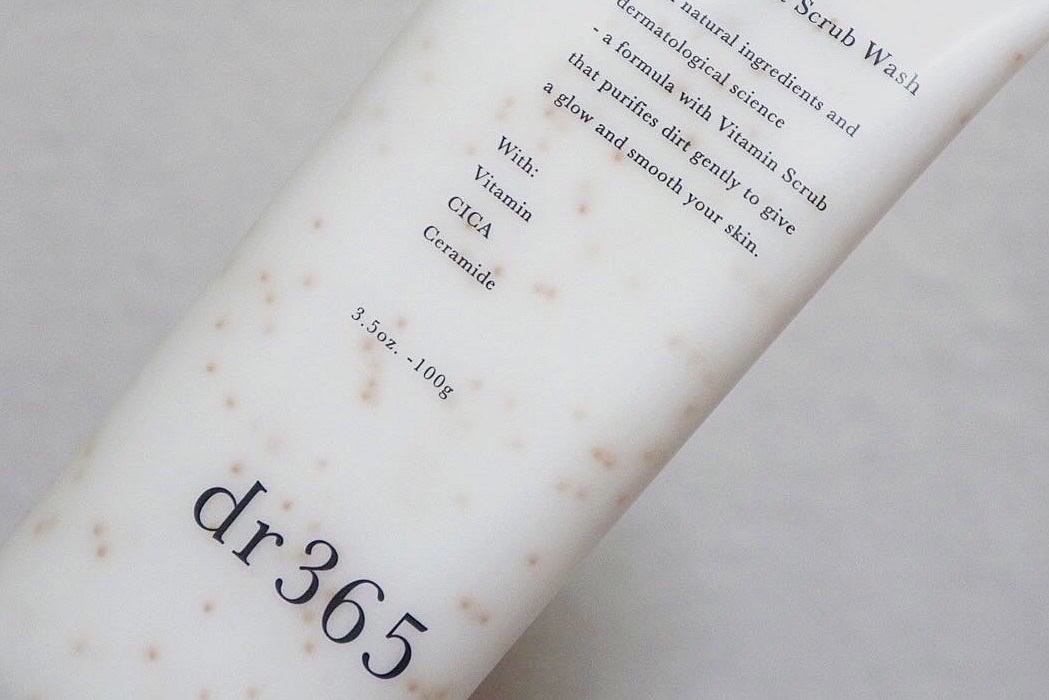 Scrub Wash
natural ingredients and
dermatological science
- a formula with Vitamin Scrub
that purifies dirt gently to give
a glow and smooth your skin.
With:
Vitamin
CICA
Ceramide
3.5oz. -100g
dr365